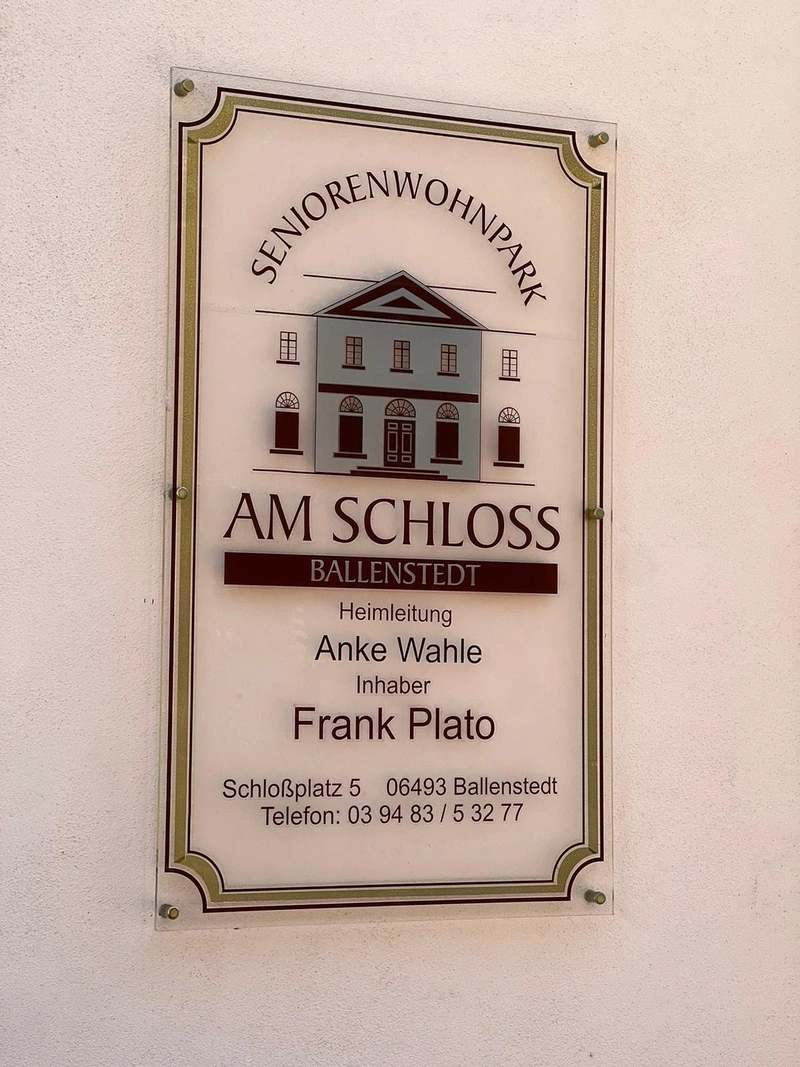 SENIORENWOHNPARK
AM SCHLOSS
BALLENSTEDT
Heimleitung
Anke Wahle
Inhaber
Frank Plato
Schloßplatz 5 06493 Ballenstedt
Telefon: 03 94 83 / 5 32 77